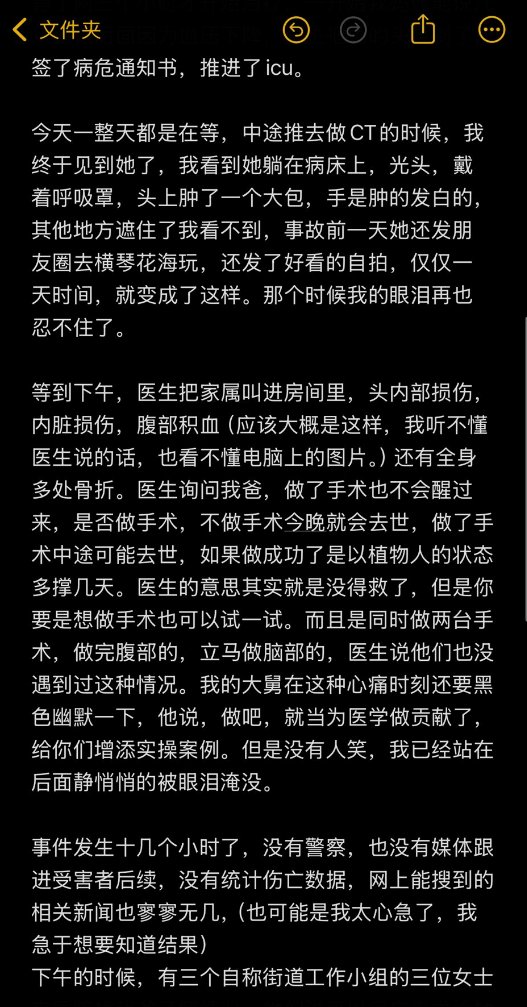 文件夹
签了病危通知书，推进了icu。
今天一整天都是在等，中途推去做CT的时候，我
终于见到她了，我看到她躺在病床上，光头，戴
着呼吸罩，头上肿了一个大包，手是肿的发白的，
其他地方遮住了我看不到，事故前一天她还发朋
友圈去横琴花海玩，还发了好看的自拍，仅仅一
天时间，就变成了这样。那个时候我的眼泪再也
忍不住了。
等到下午，医生把家属叫进房间里，头内部损伤，
内脏损伤，腹部积血（应该大概是这样，我听不懂
医生说的话，也看不懂电脑上的图片。）还有全身
多处骨折。医生询问我爸，做了手术也不会醒过
来，是否做手术，不做手术今晚就会去世，做了手
术中途可能去世，如果做成功了是以植物人的状态
多撑几天。医生的意思其实就是没得救了，但是你
要是想做手术也可以试一试。而且是同时做两台手
术，做完腹部的，立马做脑部的，医生说他们也没
遇到过这种情况。我的大舅在这种心痛时刻还要黑
色幽默一下，他说，做吧，就当为医学做贡献了，
给你们增添实操案例。但是没有人笑，我已经站在
后面静悄悄的被眼泪淹没。
事件发生十几个小时了，没有警察，也没有媒体跟
进受害者后续，没有统计伤亡数据，网上能搜到的
相关新闻也寥寥无几，（也可能是我太心急了，我
急于想要知道结果）
下午的时候，有三个自称街道工作小组的三位女士